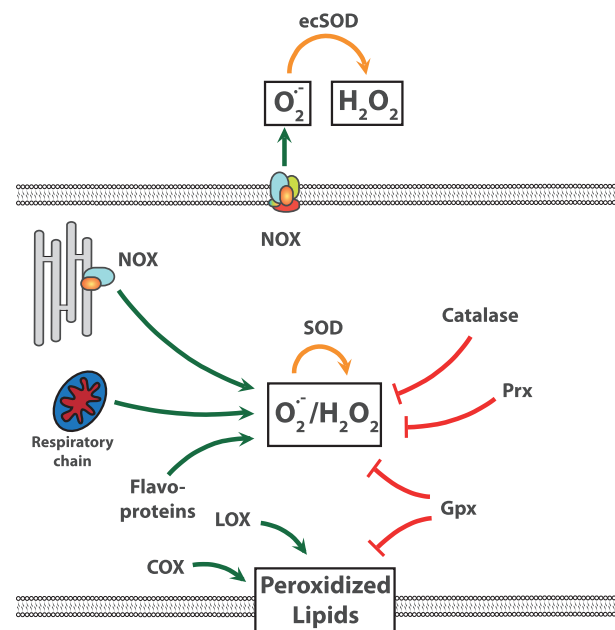 ecSOD
O₂·⁻
H₂O₂
NOX
NOX
SOD
Catalase
O₂·⁻/H₂O₂
Prx
Respiratory
chain
Flavo-
proteins
Gpx
LOX
COX
Peroxidized
Lipids